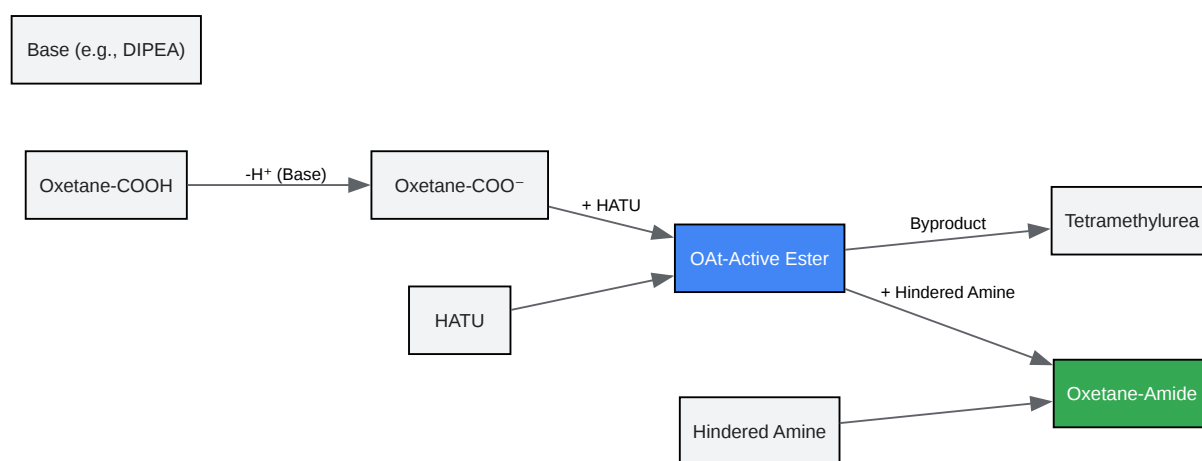 Base (e.g., DIPEA)
Oxetane-COOH
-H⁺ (Base)
Oxetane-COO⁻
+ HATU
HATU
OAt-Active Ester
Byproduct
Tetramethylurea
+ Hindered Amine
Hindered Amine
Oxetane-Amide